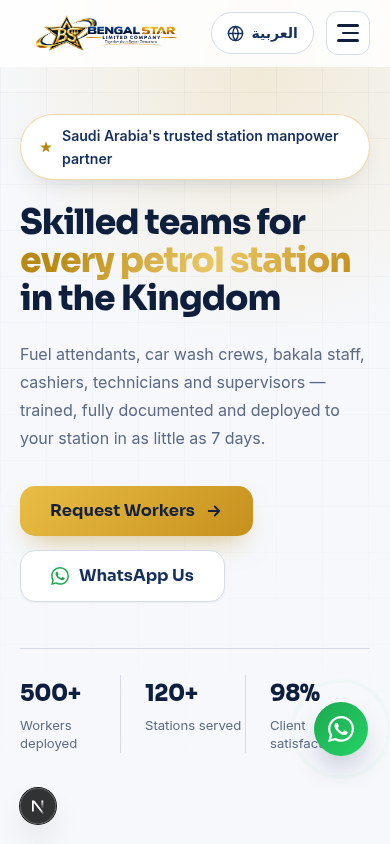 BS
BENGAL STAR
LIMITED COMPANY
العربية
Saudi Arabia's trusted station manpower
partner
Skilled teams for
every petrol station
in the Kingdom
Fuel attendants, car wash crews, bakala staff,
cashiers, technicians and supervisors —
trained, fully documented and deployed to
your station in as little as 7 days.
Request Workers →
WhatsApp Us
500+
Workers
deployed
120+
Stations served
98%
Client
N